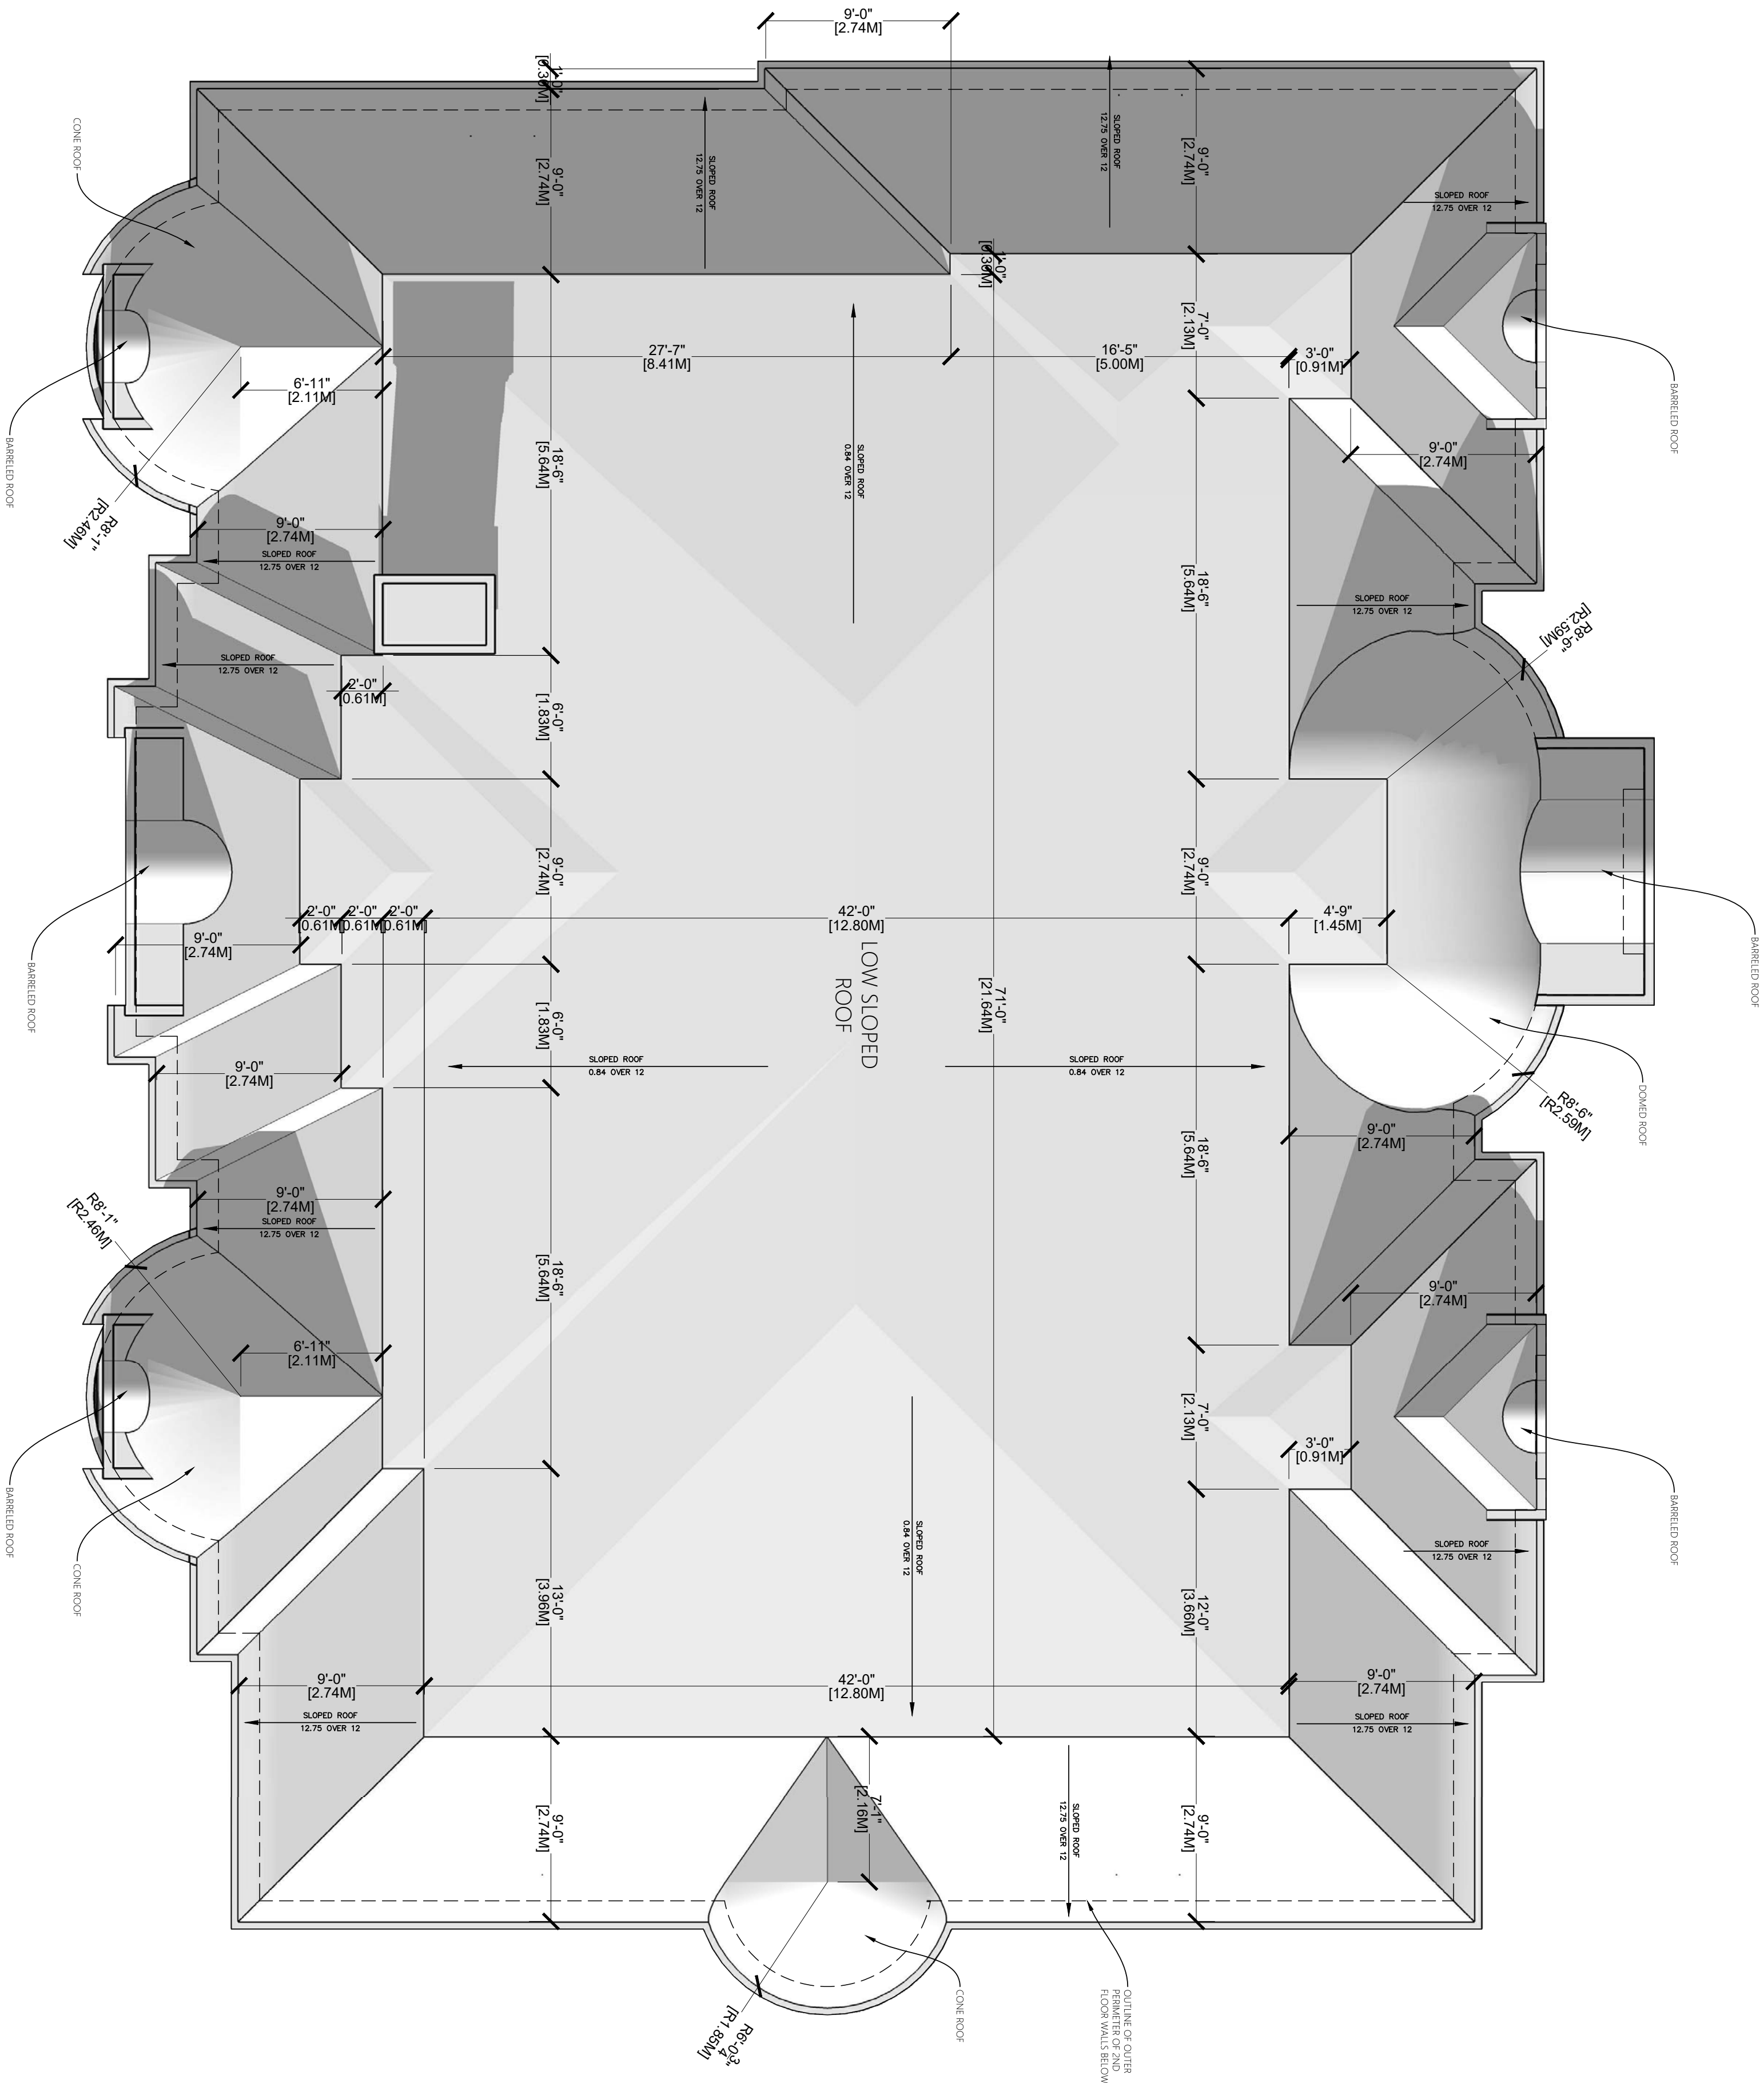 9'-0"
[2.74M]
1'-0"
[0.30M]
CONE ROOF
9'-0"
[2.74M]
SLOPED ROOF
12.75 OVER 12
SLOPED ROOF
12.75 OVER 12
9'-0"
[2.74M]
SLOPED ROOF
12.75 OVER 12
1'-0"
[0.30M]
7'-0"
[2.13M]
27'-7"
[8.41M]
16'-5"
[5.00M]
3'-0"
[0.91M]
BARRELED ROOF
6'-11"
[2.11M]
BARRELED ROOF
18'-6"
[5.64M]
SLOPED ROOF
0.84 OVER 12
9'-0"
[2.74M]
R8'-1"
[R2.46M]
9'-0"
[2.74M]
SLOPED ROOF
12.75 OVER 12
18'-6"
[5.64M]
SLOPED ROOF
12.75 OVER 12
R8'-6"
[R2.59M]
SLOPED ROOF
12.75 OVER 12
2'-0"
[0.61M]
6'-0"
[1.83M]
9'-0"
[2.74M]
9'-0"
[2.74M]
2'-0"
[0.61M]
2'-0"
[0.61M]
2'-0"
[0.61M]
42'-0"
[12.80M]
4'-9"
[1.45M]
9'-0"
[2.74M]
BARRELED ROOF
BARRELED ROOF
LOW SLOPED
ROOF
71'-0"
[21.64M]
6'-0"
[1.83M]
SLOPED ROOF
0.84 OVER 12
SLOPED ROOF
0.84 OVER 12
9'-0"
[2.74M]
R8'-6"
[R2.59M]
DOMED ROOF
9'-0"
[2.74M]
18'-6"
[5.64M]
9'-0"
[2.74M]
SLOPED ROOF
12.75 OVER 12
R8'-1"
[R2.46M]
18'-6"
[5.64M]
9'-0"
[2.74M]
6'-11"
[2.11M]
7'-0"
[2.13M]
3'-0"
[0.91M]
BARRELED ROOF
BARRELED ROOF
CONE ROOF
SLOPED ROOF
0.84 OVER 12
SLOPED ROOF
12.75 OVER 12
13'-0"
[3.96M]
12'-0"
[3.66M]
9'-0"
[2.74M]
42'-0"
[12.80M]
9'-0"
[2.74M]
SLOPED ROOF
12.75 OVER 12
SLOPED ROOF
12.75 OVER 12
7'-1"
[2.16M]
9'-0"
[2.74M]
SLOPED ROOF
12.75 OVER 12
9'-0"
[2.74M]
CONE ROOF
OUTLINE OF OUTER
PERIMETER OF 2ND
FLOOR WALLS BELOW
R6'-0¾"
[R1.85M]